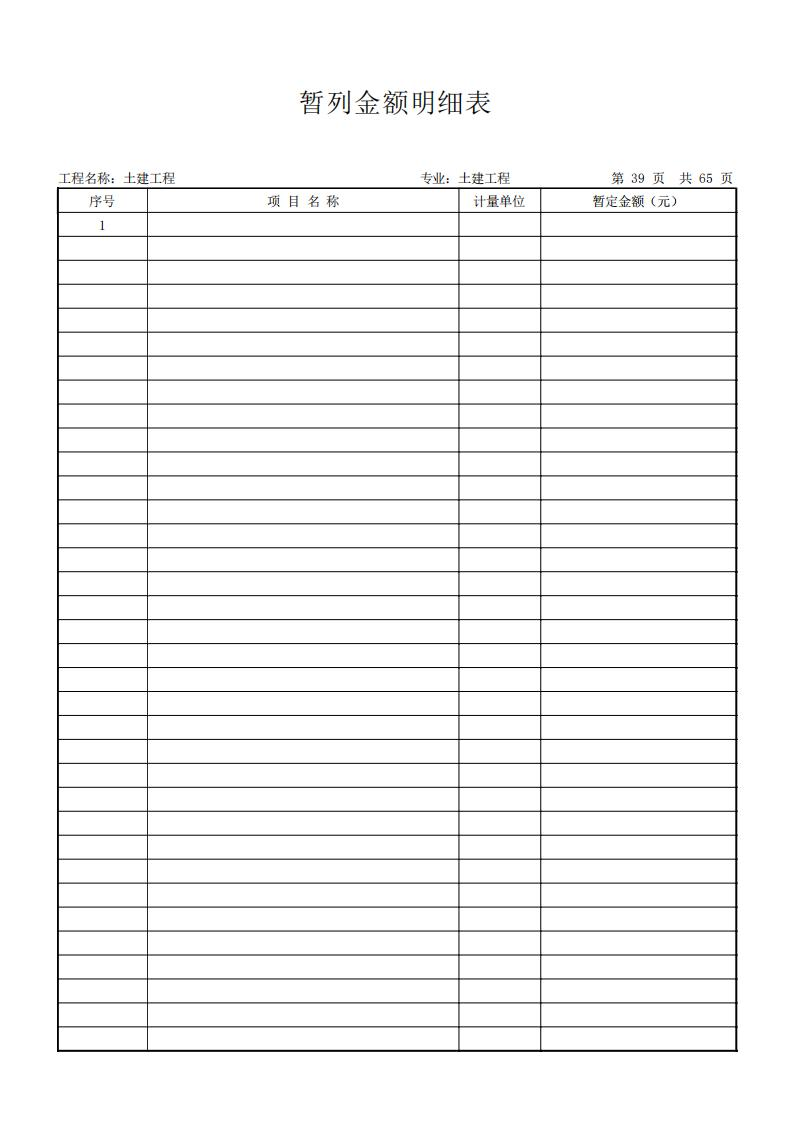 暂列金额明细表
工程名称：土建工程 专业：土建工程 第 39 页 共 65 页
序号 项 目 名 称 计量单位 暂定金额（元）
1